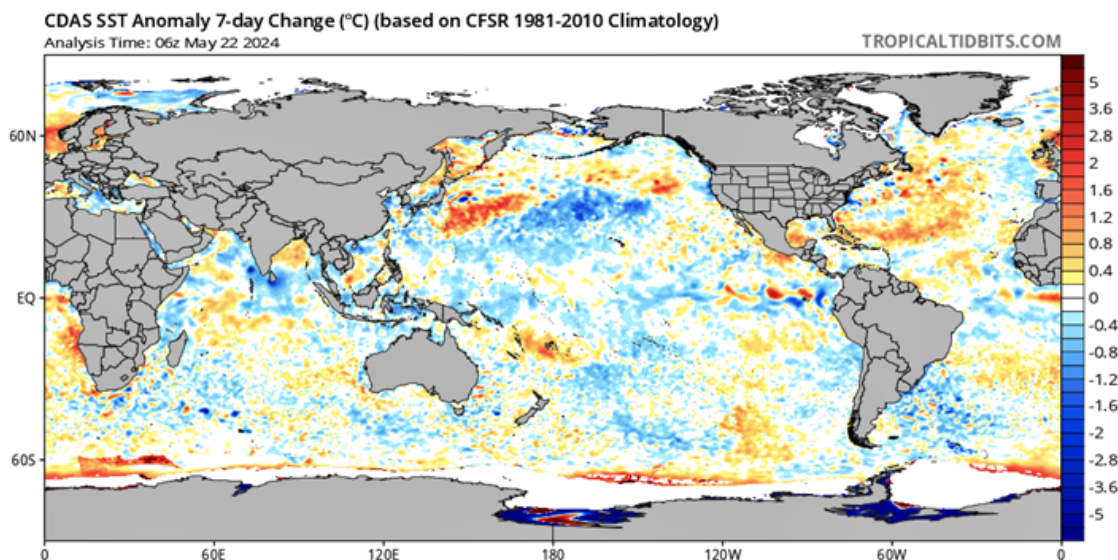 CDAS SST Anomaly 7-day Change (°C) (based on CFSR 1981-2010 Climatology)
Analysis Time: 06z May 22 2024
TROPICALTIDBITS.COM
60N
EQ
60S
0
60E
120E
180
120W
60W
0
5
3.6
2.8
2
1.6
1.2
0.8
0.4
0
-0.4
-0.8
-1.2
-1.6
-2
-2.8
-3.6
-5